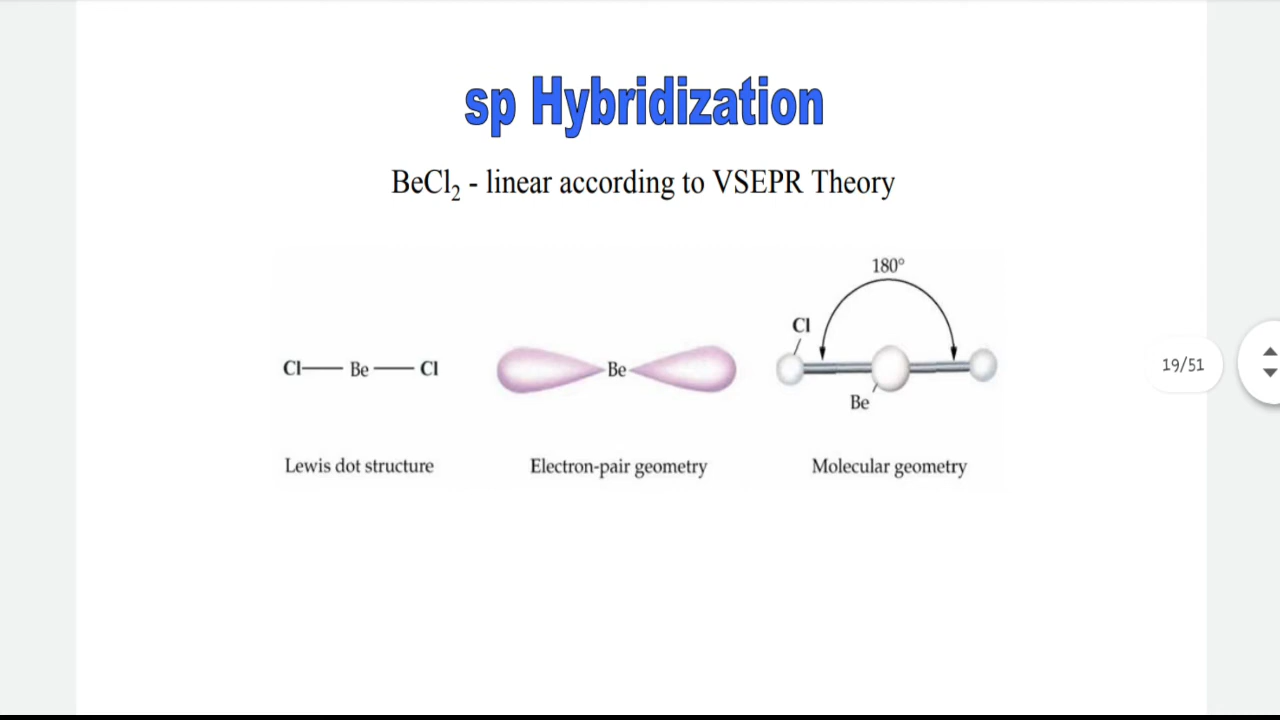 sp Hybridization
BeCl₂ - linear according to VSEPR Theory
180°
Cl
Cl — Be — Cl
Be
Be
Lewis dot structure
Electron-pair geometry
Molecular geometry
19/51